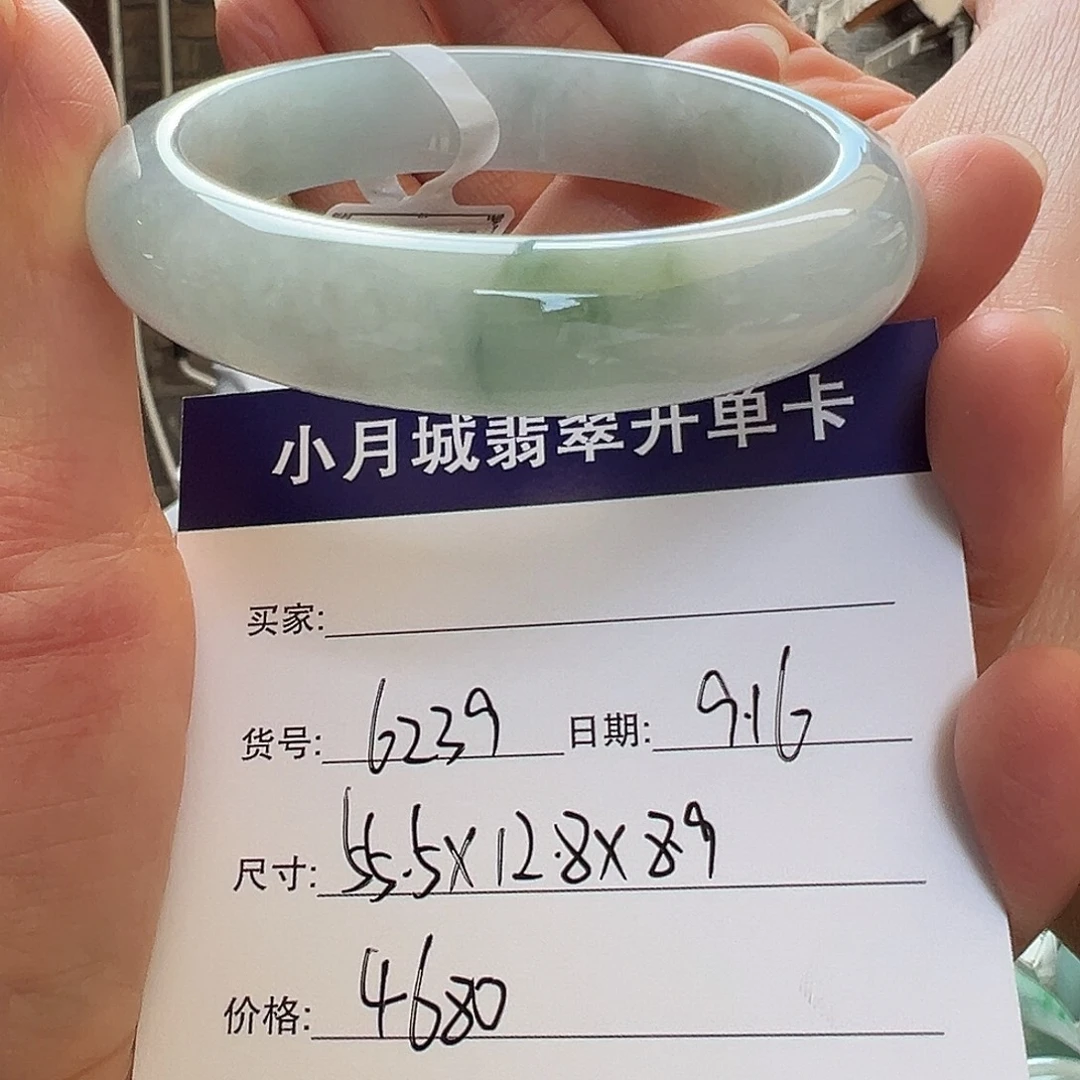 小月城翡翠开单卡
买家:
货号: 6239 日期: 9.16
尺寸: 55.5X12.8X8.9
价格: 4680